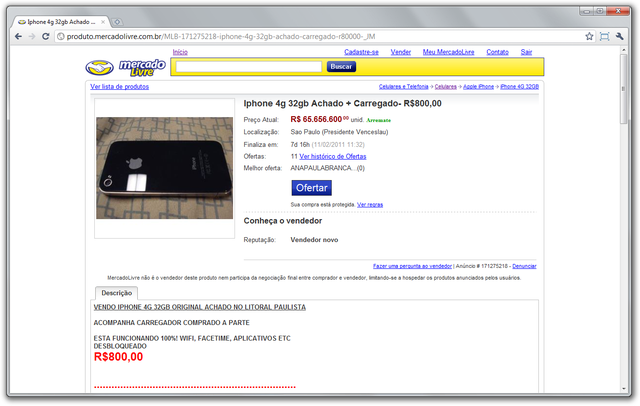 Iphone 4g 32gb Achado ...
produto.mercadolivre.com.br/MLB-171275218-iphone-4g-32gb-achado-carregado-r80000-_JM
Início
Cadastre-se Vender Meu MercadoLivre Contato Sair
mercado
livre
Buscar
Ver lista de produtos
Celulares e Telefonia > Celulares > Apple iPhone > iPhone 4G 32GB
Iphone 4g 32gb Achado + Carregado- R$800,00
Preço Atual: R$ 65.656.600 00 unid. Arremate
Localização: Sao Paulo (Presidente Venceslau)
Finaliza em: 7d 16h (11/02/2011 11:32)
Ofertas: 11 Ver histórico de Ofertas
Melhor oferta: ANAPAULABRANCA...(0)
Ofertar
Sua compra está protegida. Ver regras
Conheça o vendedor
Reputação: Vendedor novo
Fazer uma pergunta ao vendedor | Anúncio # 171275218 - Denunciar
MercadoLivre não é o vendedor deste produto nem participa da negociação final entre comprador e vendedor, limitando-se a hospedar os produtos anunciados pelos usuários.
Descrição
VENDO IPHONE 4G 32GB ORIGINAL ACHADO NO LITORAL PAULISTA
ACOMPANHA CARREGADOR COMPRADO A PARTE
ESTA FUNCIONANDO 100%! WIFI, FACETIME, APLICATIVOS ETC
DESBLOQUEADO
R$800,00